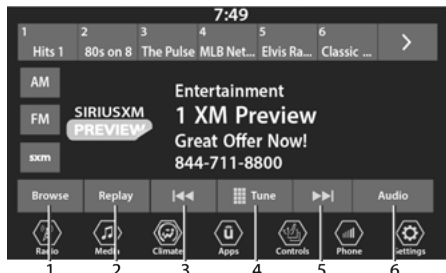 7:49
1 2 3 4 5 6
Hits 1 80s on 8 The Pulse MLB Net... Elvis Ra... Classic ...
AM
FM
sxm
SIRIUSXM
PREVIEW
Entertainment
1 XM Preview
Great Offer Now!
844-711-8800
Browse Replay Tune Audio
Radio Media Climate Apps Controls Phone Settings
1 2 3 4 5 6